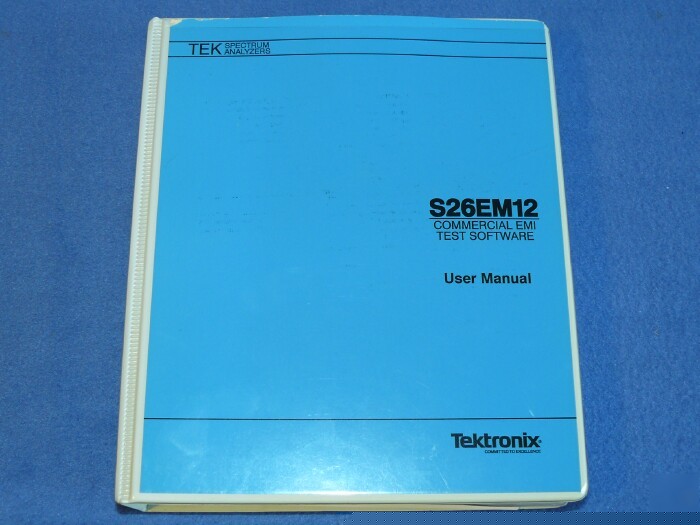 TEK SPECTRUM
ANALYZERS
S26EM12
COMMERCIAL EMI
TEST SOFTWARE
User Manual
Tektronix
COMMITTED TO EXCELLENCE